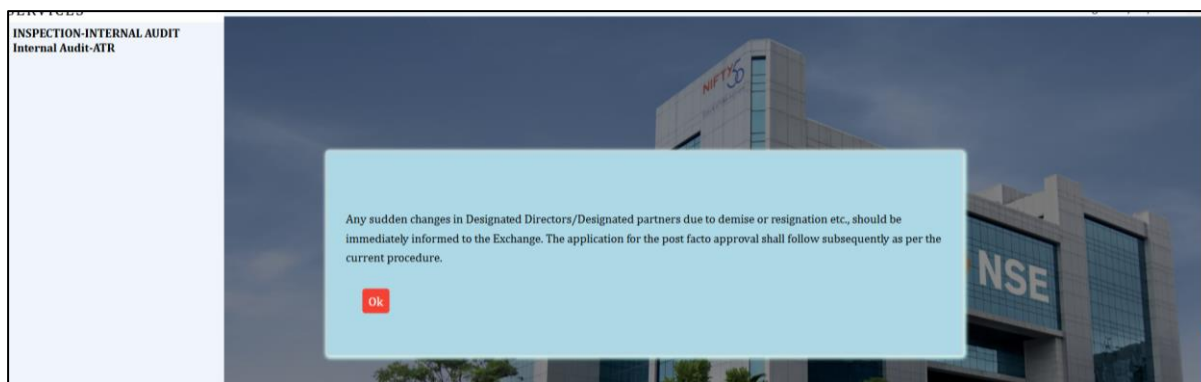 SERVICES
INSPECTION-INTERNAL AUDIT
Internal Audit-ATR
NIFTY50
Any sudden changes in Designated Directors/Designated partners due to demise or resignation etc., should be
immediately informed to the Exchange. The application for the post facto approval shall follow subsequently as per the
current procedure.
NSE
Ok